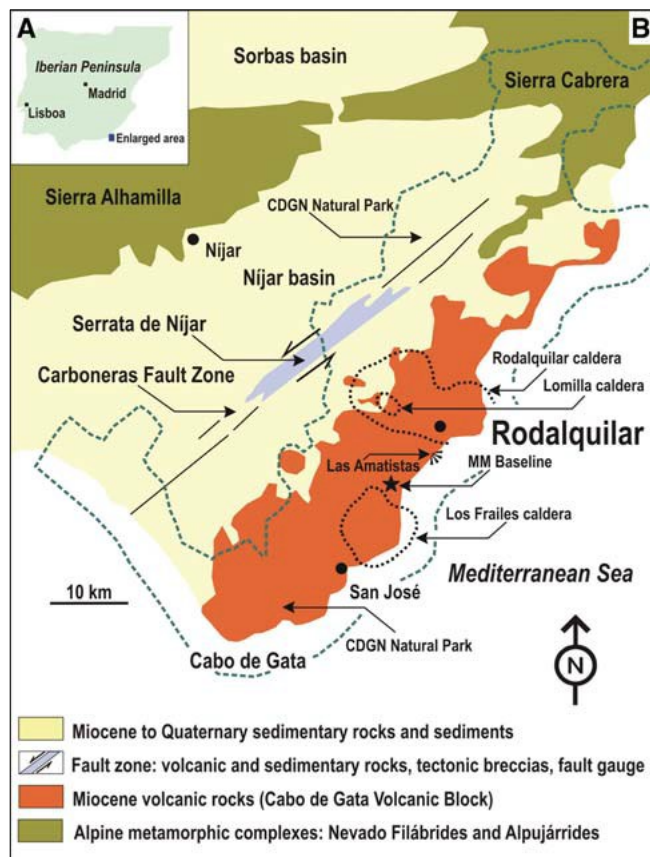 A
B
Iberian Peninsula
Madrid
Lisboa
Enlarged area
Sorbas basin
Sierra Cabrera
Sierra Alhamilla
CDGN Natural Park
Níjar
Níjar basin
Serrata de Níjar
Carboneras Fault Zone
Rodalquilar caldera
Lomilla caldera
Rodalquilar
Las Amatistas
MM Baseline
Los Frailes caldera
Mediterranean Sea
10 km
San José
CDGN Natural Park
Cabo de Gata
N
Miocene to Quaternary sedimentary rocks and sediments
Fault zone: volcanic and sedimentary rocks, tectonic breccias, fault gauge
Miocene volcanic rocks (Cabo de Gata Volcanic Block)
Alpine metamorphic complexes: Nevado Filábrides and Alpujárrides